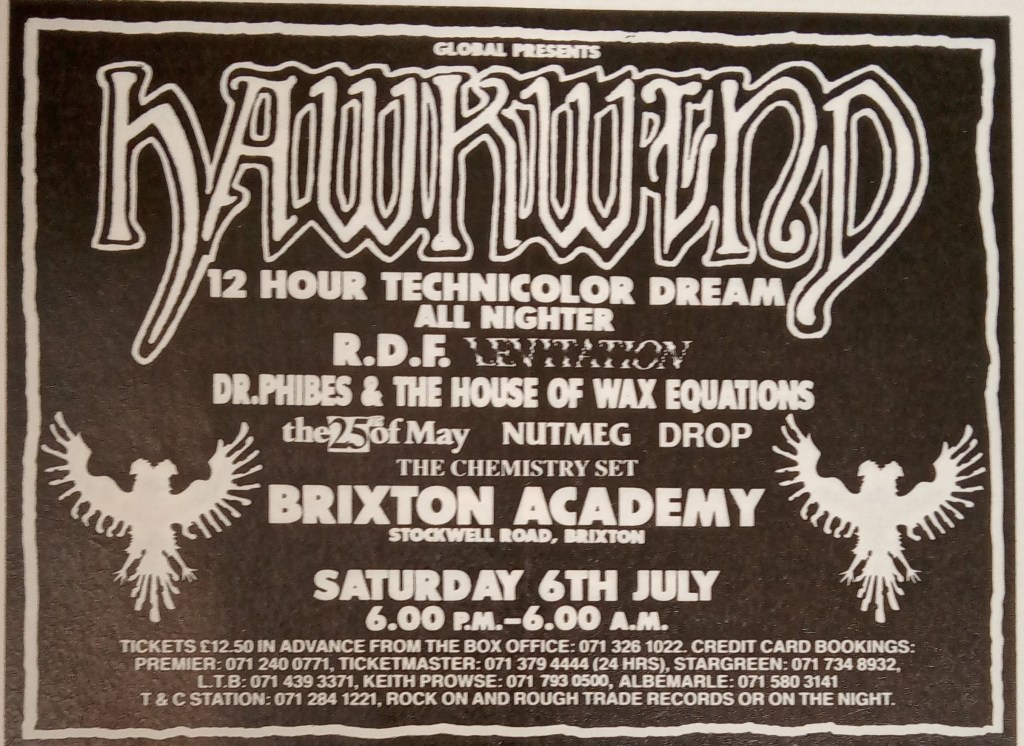 GLOBAL PRESENTS
HAWKWIND
12 HOUR TECHNICOLOR DREAM
ALL NIGHTER
R.D.F. LEVITATION
DR.PHIBES & THE HOUSE OF WAX EQUATIONS
the 25th of May NUTMEG DROP
THE CHEMISTRY SET
BRIXTON ACADEMY
STOCKWELL ROAD, BRIXTON
SATURDAY 6TH JULY
6.00 P.M.–6.00 A.M.
TICKETS £12.50 IN ADVANCE FROM THE BOX OFFICE: 071 326 1022. CREDIT CARD BOOKINGS:
PREMIER: 071 240 0771, TICKETMASTER: 071 379 4444 (24 HRS), STARGREEN: 071 734 8932,
L.T.B: 071 439 3371, KEITH PROWSE: 071 793 0500, ALBEMARLE: 071 580 3141
T & C STATION: 071 284 1221, ROCK ON AND ROUGH TRADE RECORDS OR ON THE NIGHT.